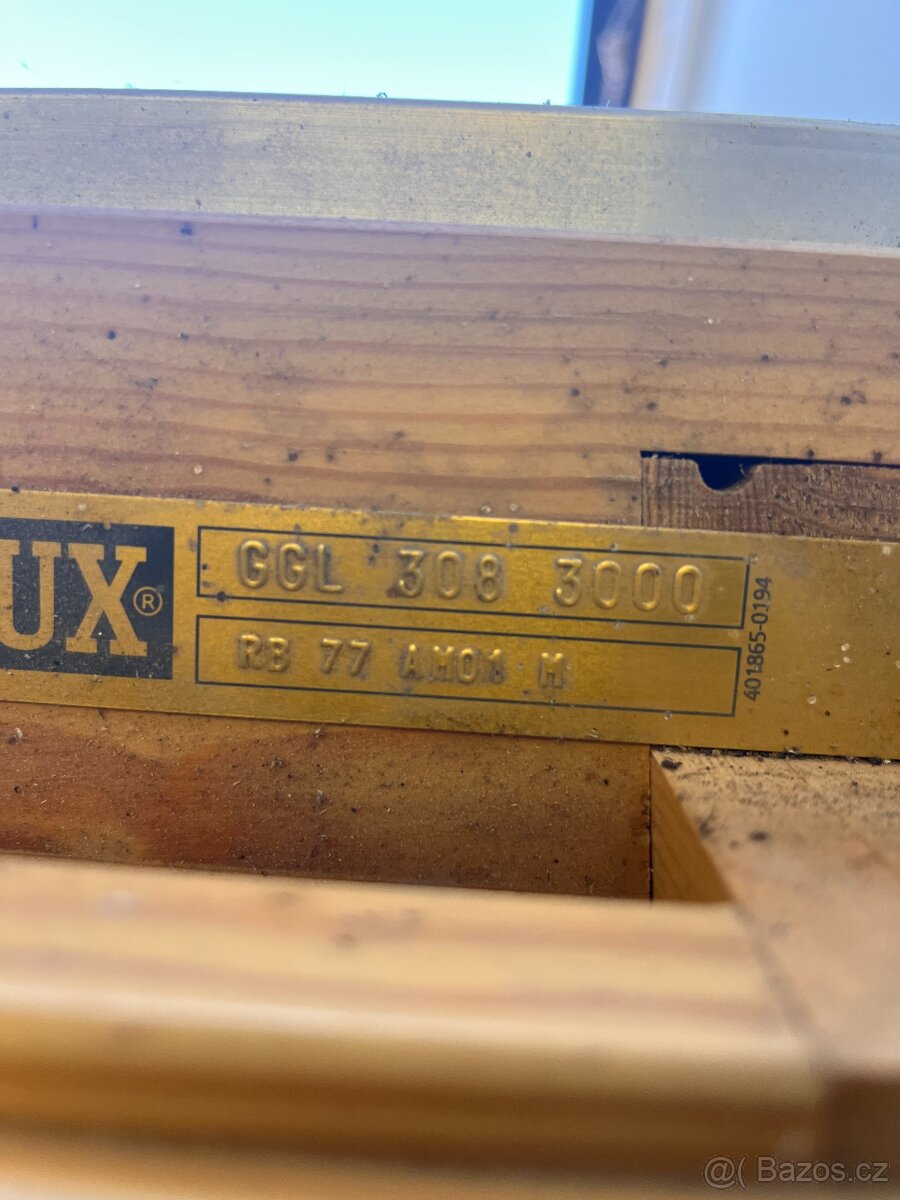 UX®
GGL 308 3000
RB 77 AM01 M
401865-0194
Bazos.cz